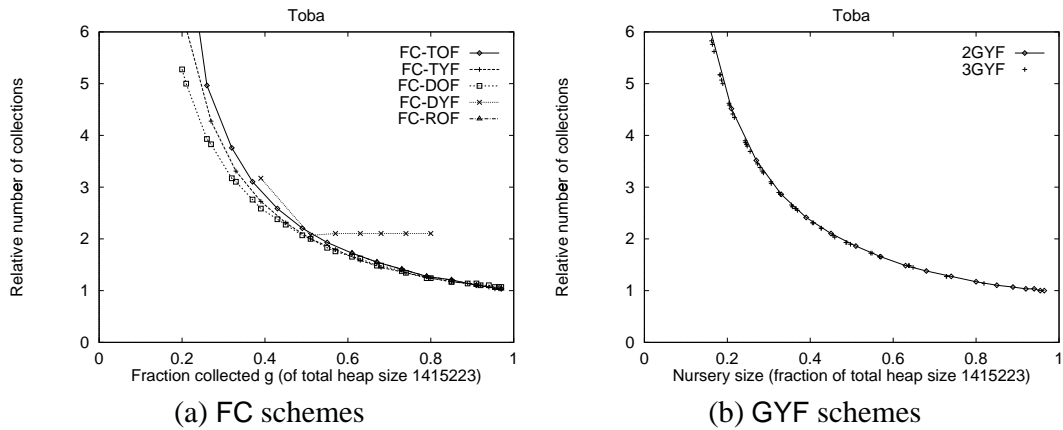 Toba
Relative number of collections
6
5
4
3
2
1
0
FC-TOF
FC-TYF
FC-DOF
FC-DYF
FC-ROF
0 0.2 0.4 0.6 0.8 1
Fraction collected g (of total heap size 1415223)
(a) FC schemes
Toba
Relative number of collections
6
5
4
3
2
1
0
2GYF
3GYF
0 0.2 0.4 0.6 0.8 1
Nursery size (fraction of total heap size 1415223)
(b) GYF schemes